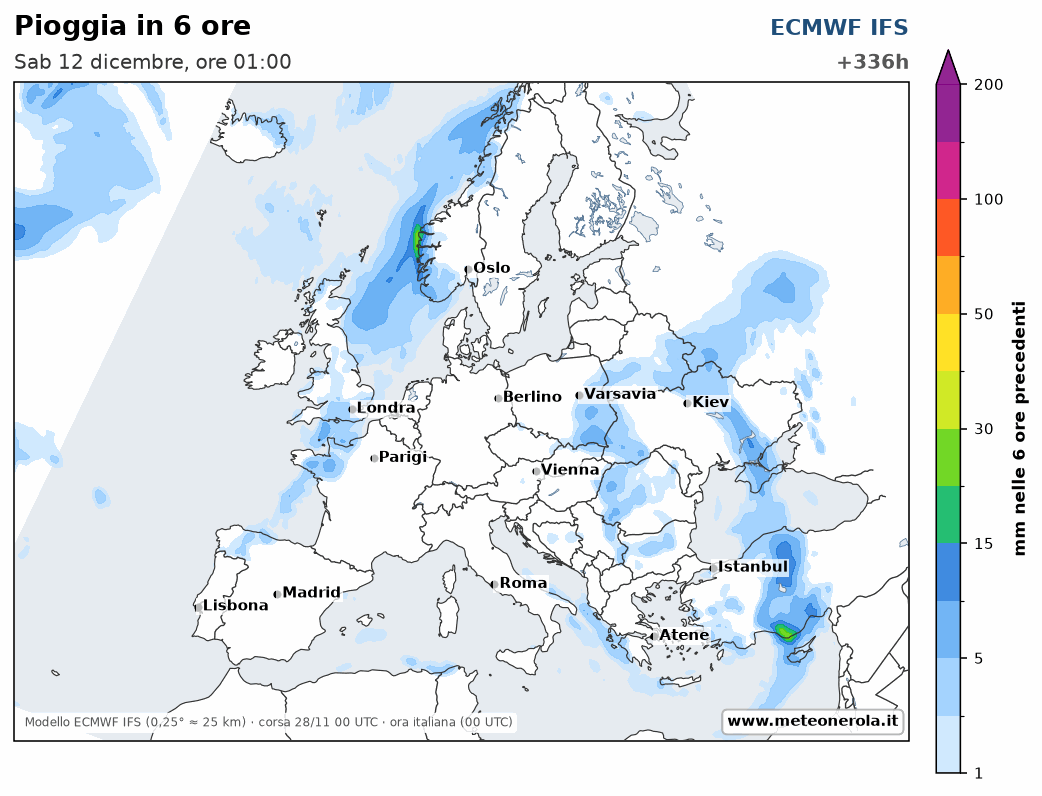 Pioggia in 6 ore
ECMWF IFS
Sab 12 dicembre, ore 01:00
+336h
200
100
50
30
15
5
1
mm nelle 6 ore precedenti
Oslo
Berlino
Varsavia
Kiev
Londra
Parigi
Vienna
Istanbul
Roma
Madrid
Lisbona
Atene
Modello ECMWF IFS (0,25° ≈ 25 km) · corsa 28/11 00 UTC · ora italiana (00 UTC)
www.meteonerola.it